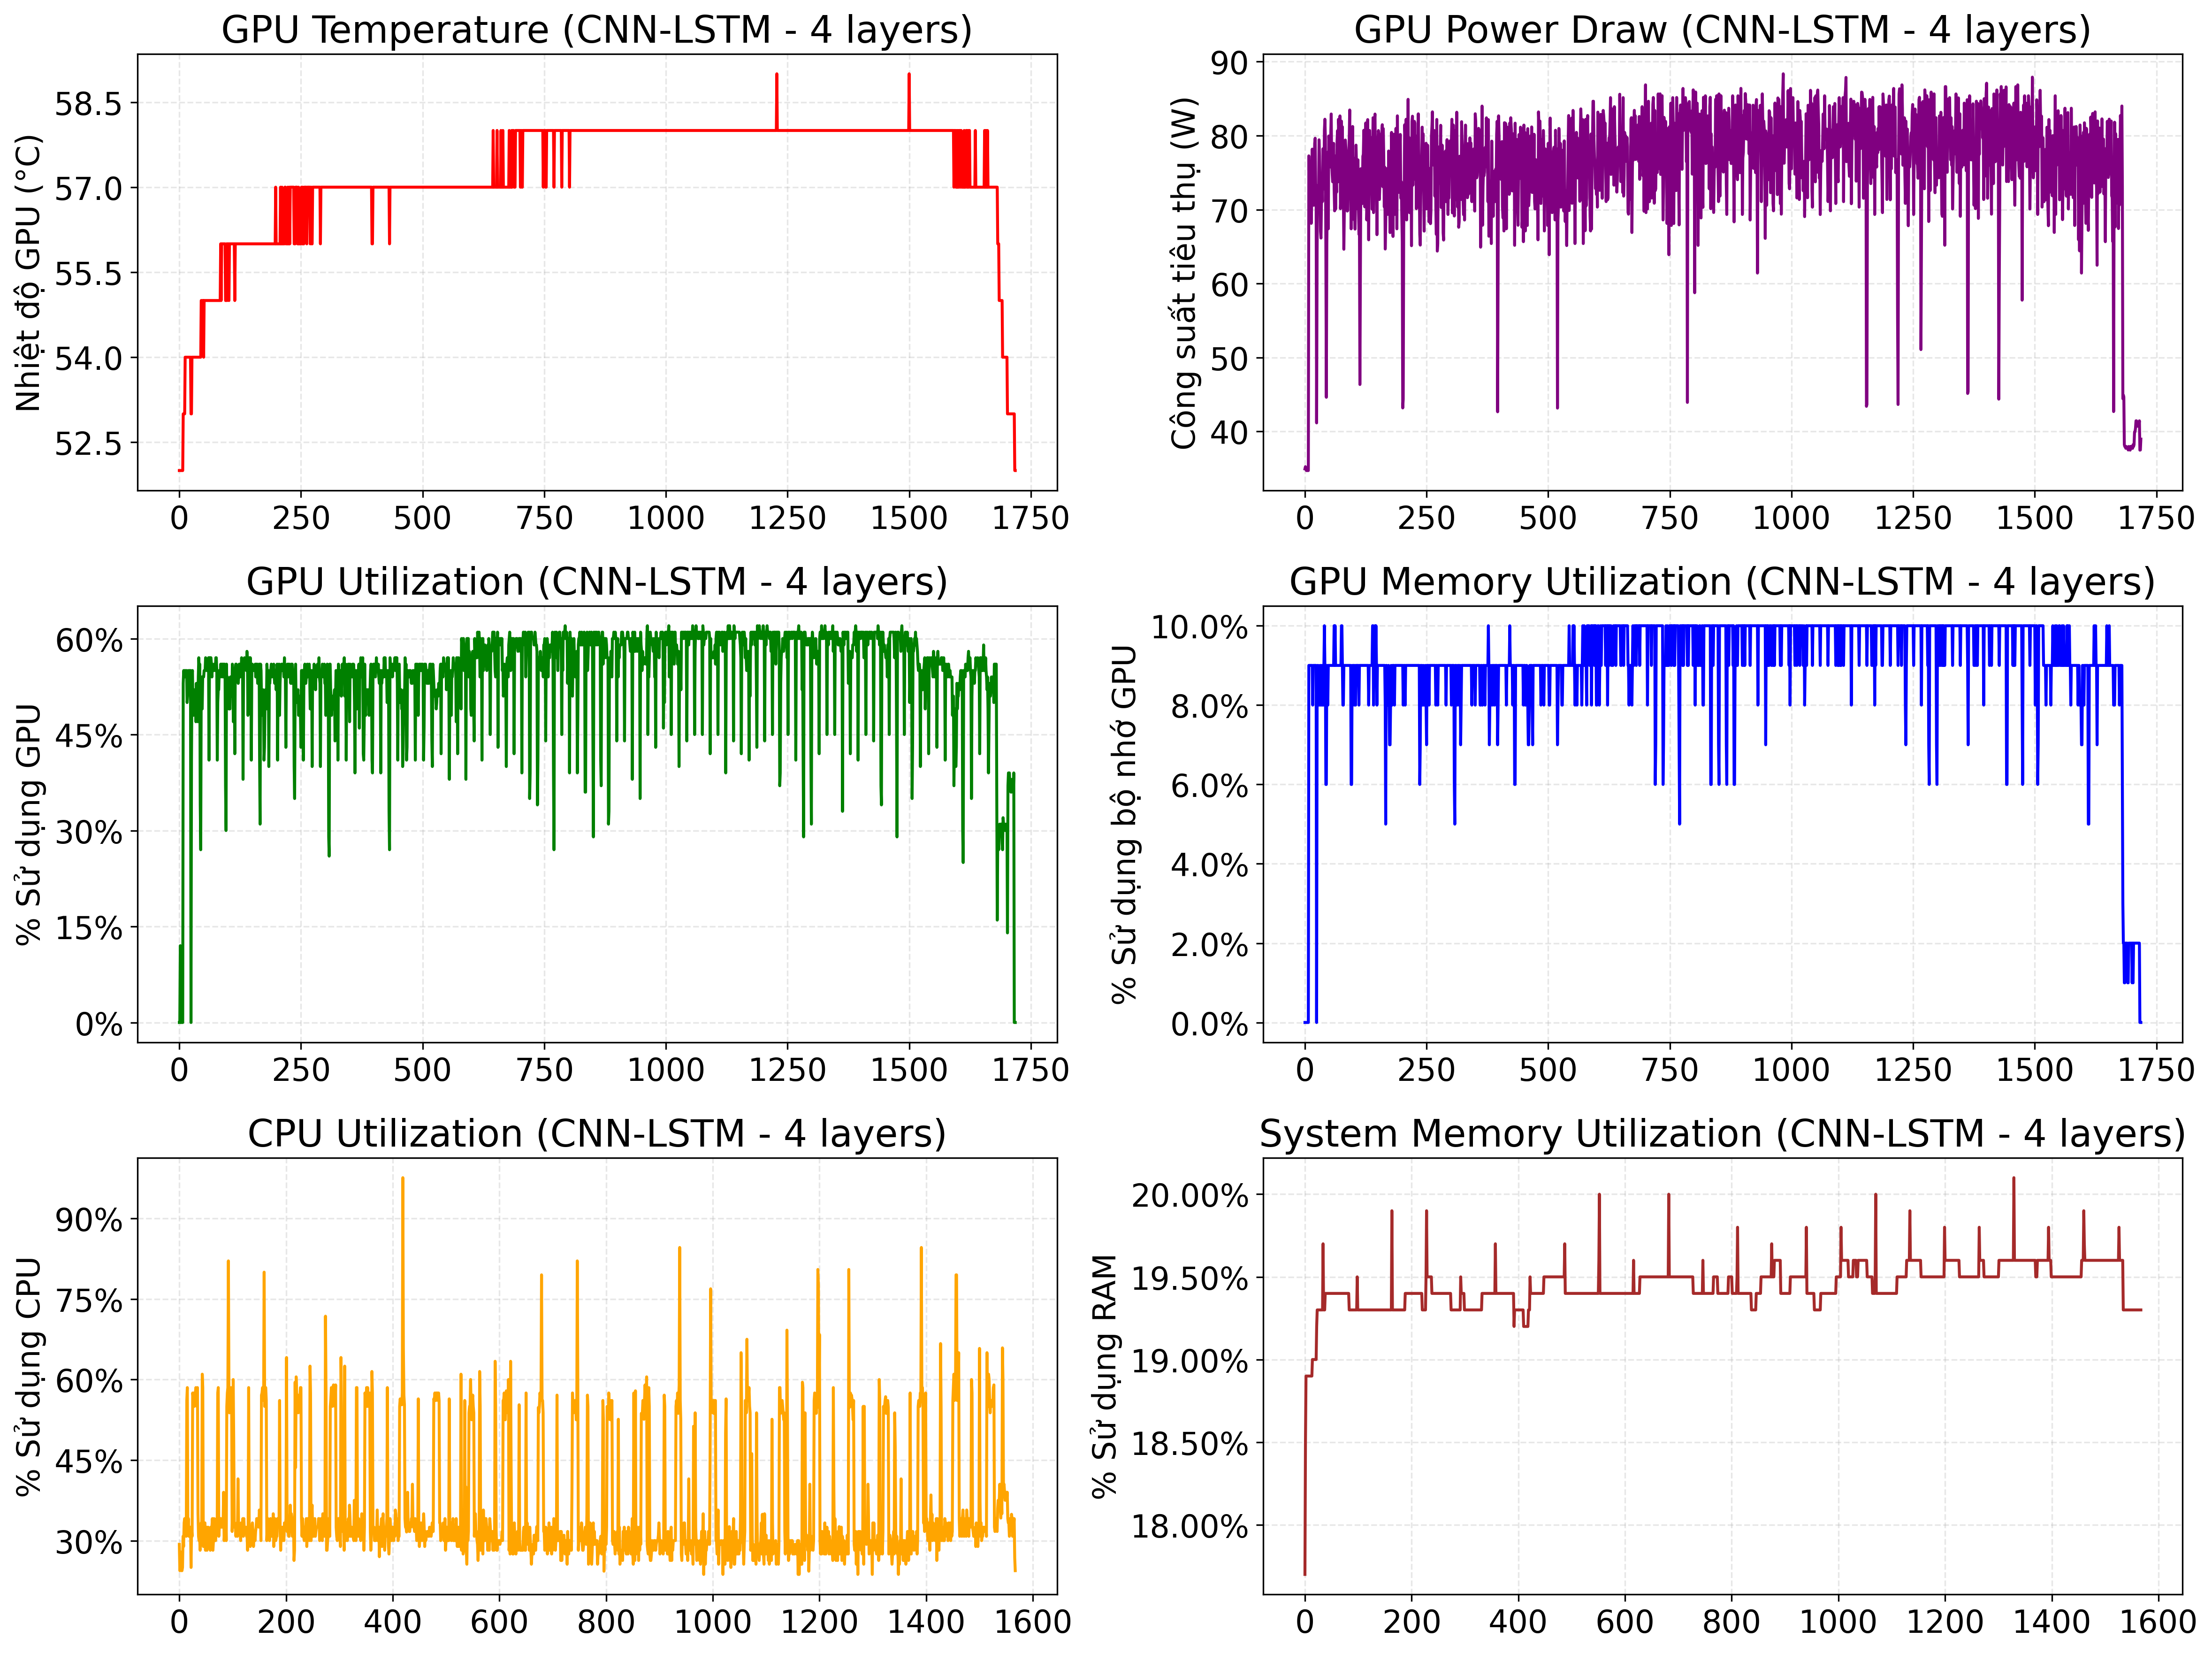 GPU Temperature (CNN-LSTM - 4 layers)
Nhiệt độ GPU (°C)
58.5
57.0
55.5
54.0
52.5
0 250 500 750 1000 1250 1500 1750
GPU Power Draw (CNN-LSTM - 4 layers)
Công suất tiêu thụ (W)
90
80
70
60
50
40
0 250 500 750 1000 1250 1500 1750
GPU Utilization (CNN-LSTM - 4 layers)
% Sử dụng GPU
60%
45%
30%
15%
0%
0 250 500 750 1000 1250 1500 1750
GPU Memory Utilization (CNN-LSTM - 4 layers)
% Sử dụng bộ nhớ GPU
10.0%
8.0%
6.0%
4.0%
2.0%
0.0%
0 250 500 750 1000 1250 1500 1750
CPU Utilization (CNN-LSTM - 4 layers)
% Sử dụng CPU
90%
75%
60%
45%
30%
0 200 400 600 800 1000 1200 1400 1600
System Memory Utilization (CNN-LSTM - 4 layers)
% Sử dụng RAM
20.00%
19.50%
19.00%
18.50%
18.00%
0 200 400 600 800 1000 1200 1400 1600